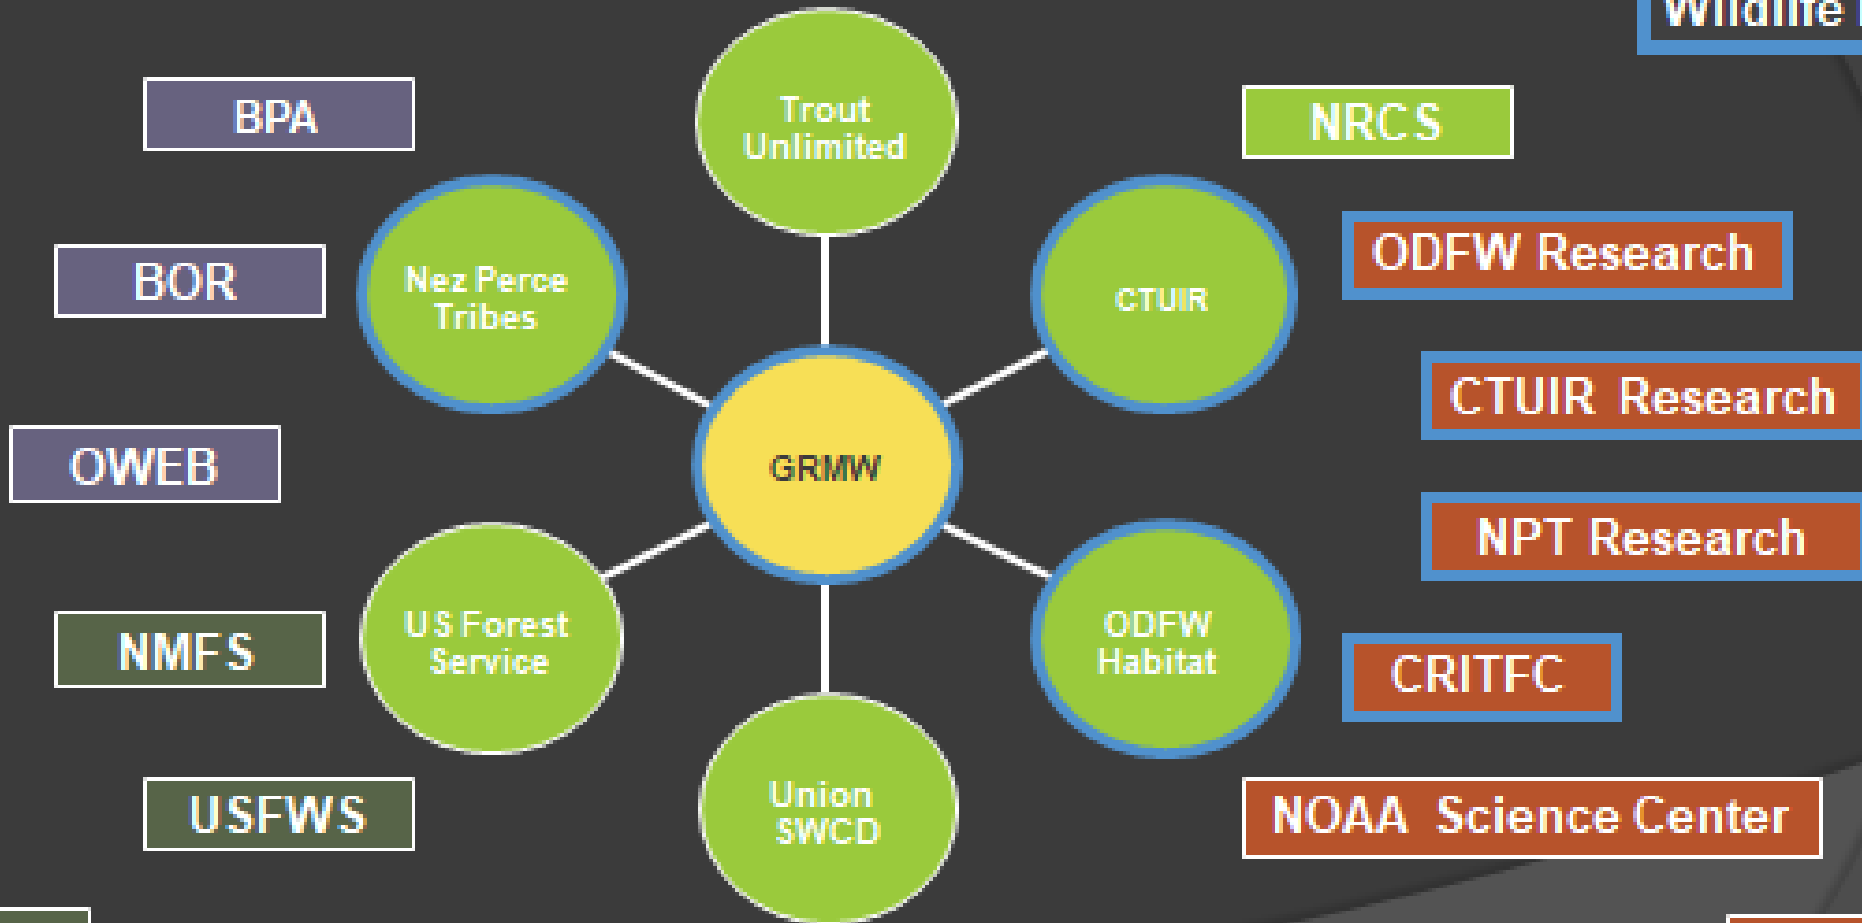 Wildlife
BPA
Trout
Unlimited
NRCS
ODFW Research
BOR
Nez Perce
Tribes
CTUIR
CTUIR Research
OWEB
GRMW
NPT Research
NMFS
US Forest
Service
ODFW
Habitat
CRITFC
USFWS
Union
SWCD
NOAA Science Center